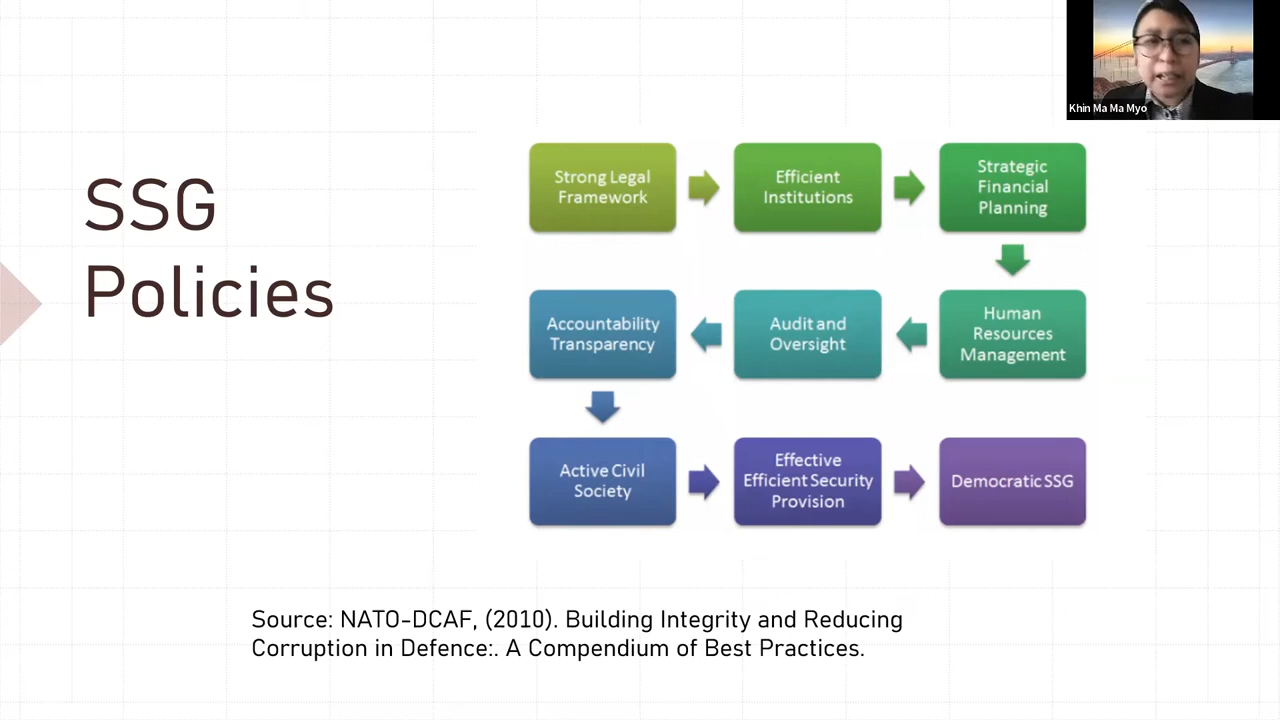 Khin Ma Ma Myo
SSG
Policies
Strong Legal
Framework
Efficient
Institutions
Strategic
Financial
Planning
Accountability
Transparency
Audit and
Oversight
Human
Resources
Management
Active Civil
Society
Effective
Efficient Security
Provision
Democratic SSG
Source: NATO-DCAF, (2010). Building Integrity and Reducing
Corruption in Defence:. A Compendium of Best Practices.